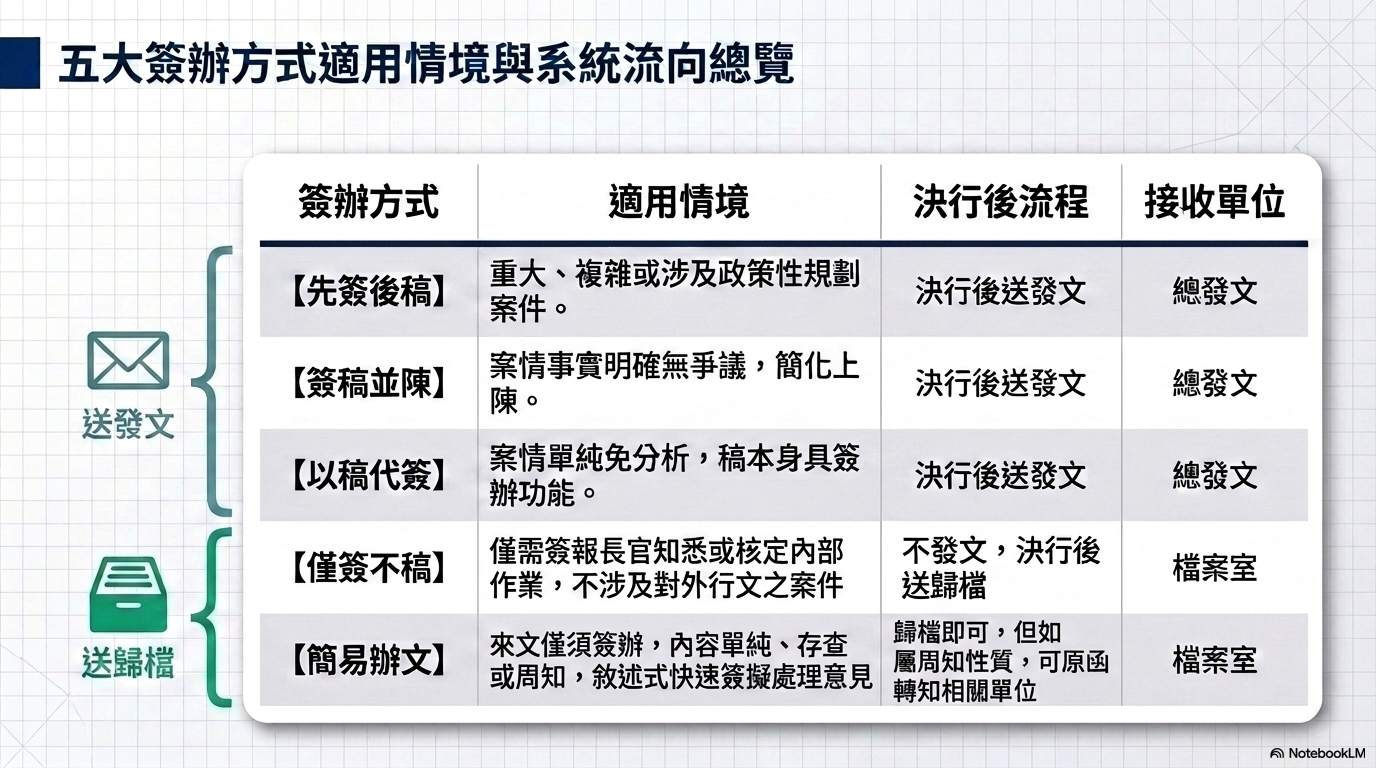 五大簽辦方式適用情境與系統流向總覽
簽辦方式
適用情境
決行後流程
接收單位
送發文
【先簽後稿】
重大、複雜或涉及政策性規劃
案件。
決行後送發文
總發文
【簽稿並陳】
案情事實明確無爭議，簡化上
陳。
決行後送發文
總發文
【以稿代簽】
案情單純免分析，稿本身具簽
辦功能。
決行後送發文
總發文
送歸檔
【僅簽不稿】
僅需簽報長官知悉或核定內部
作業，不涉及對外行文之案件
不發文，決行後
送歸檔
檔案室
【簡易辦文】
來文僅須簽辦，內容單純、存查
或周知，敘述式快速簽擬處理意見
歸檔即可，但如
屬周知性質，可原函
轉知相關單位
檔案室
NotebookLM